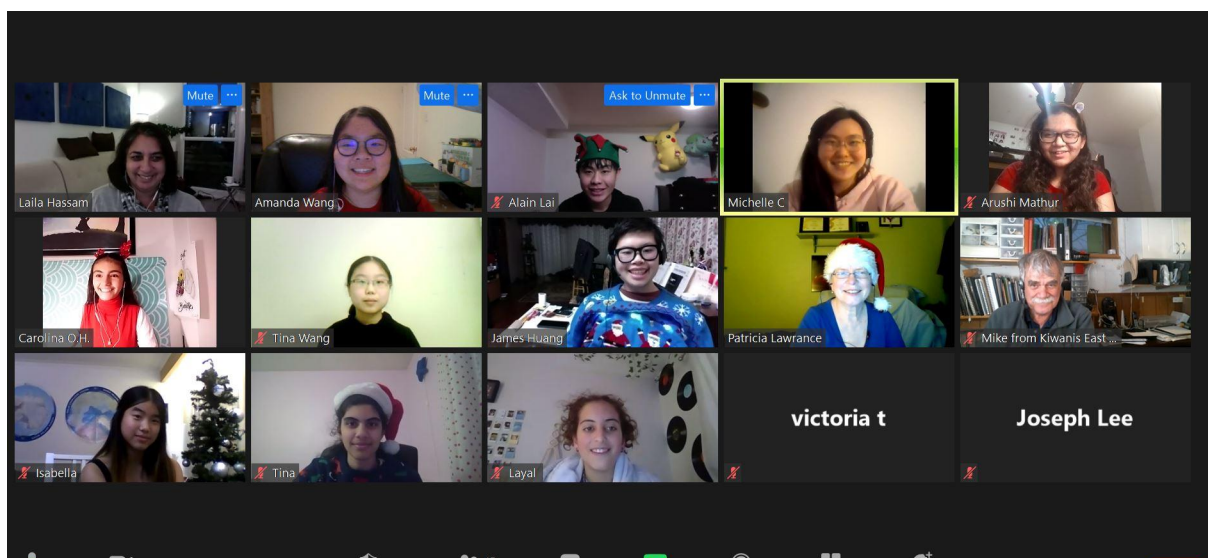 Mute ...
Mute ...
Ask to Unmute ...
Laila Hassam
Amanda Wang
Alain Lai
Michelle C
Arushi Mathur
Carolina O.H.
Tina Wang
James Huang
Patricia Lawrance
Mike from Kiwanis East ...
victoria t
Joseph Lee
Isabella
Tina
Layal